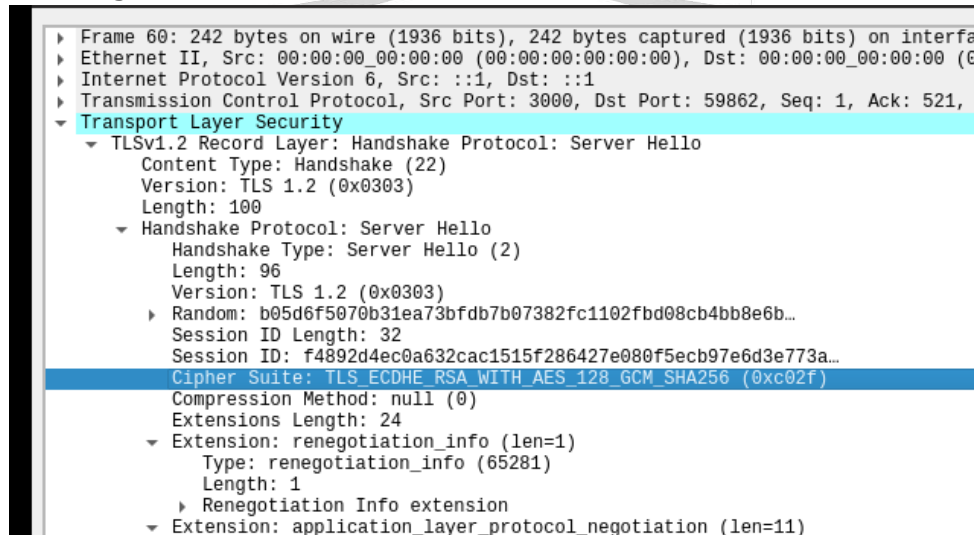 Frame 60: 242 bytes on wire (1936 bits), 242 bytes captured (1936 bits) on interfa
Ethernet II, Src: 00:00:00_00:00:00 (00:00:00:00:00:00), Dst: 00:00:00_00:00:00 (0
Internet Protocol Version 6, Src: ::1, Dst: ::1
Transmission Control Protocol, Src Port: 3000, Dst Port: 59862, Seq: 1, Ack: 521,
Transport Layer Security
TLSv1.2 Record Layer: Handshake Protocol: Server Hello
Content Type: Handshake (22)
Version: TLS 1.2 (0x0303)
Length: 100
Handshake Protocol: Server Hello
Handshake Type: Server Hello (2)
Length: 96
Version: TLS 1.2 (0x0303)
Random: b05d6f5070b31ea73bfdb7b07382fc1102fbd08cb4bb8e6b…
Session ID Length: 32
Session ID: f4892d4ec0a632cac1515f286427e080f5ecb97e6d3e773a…
Cipher Suite: TLS_ECDHE_RSA_WITH_AES_128_GCM_SHA256 (0xc02f)
Compression Method: null (0)
Extensions Length: 24
Extension: renegotiation_info (len=1)
Type: renegotiation_info (65281)
Length: 1
Renegotiation Info extension
Extension: application_layer_protocol_negotiation (len=11)